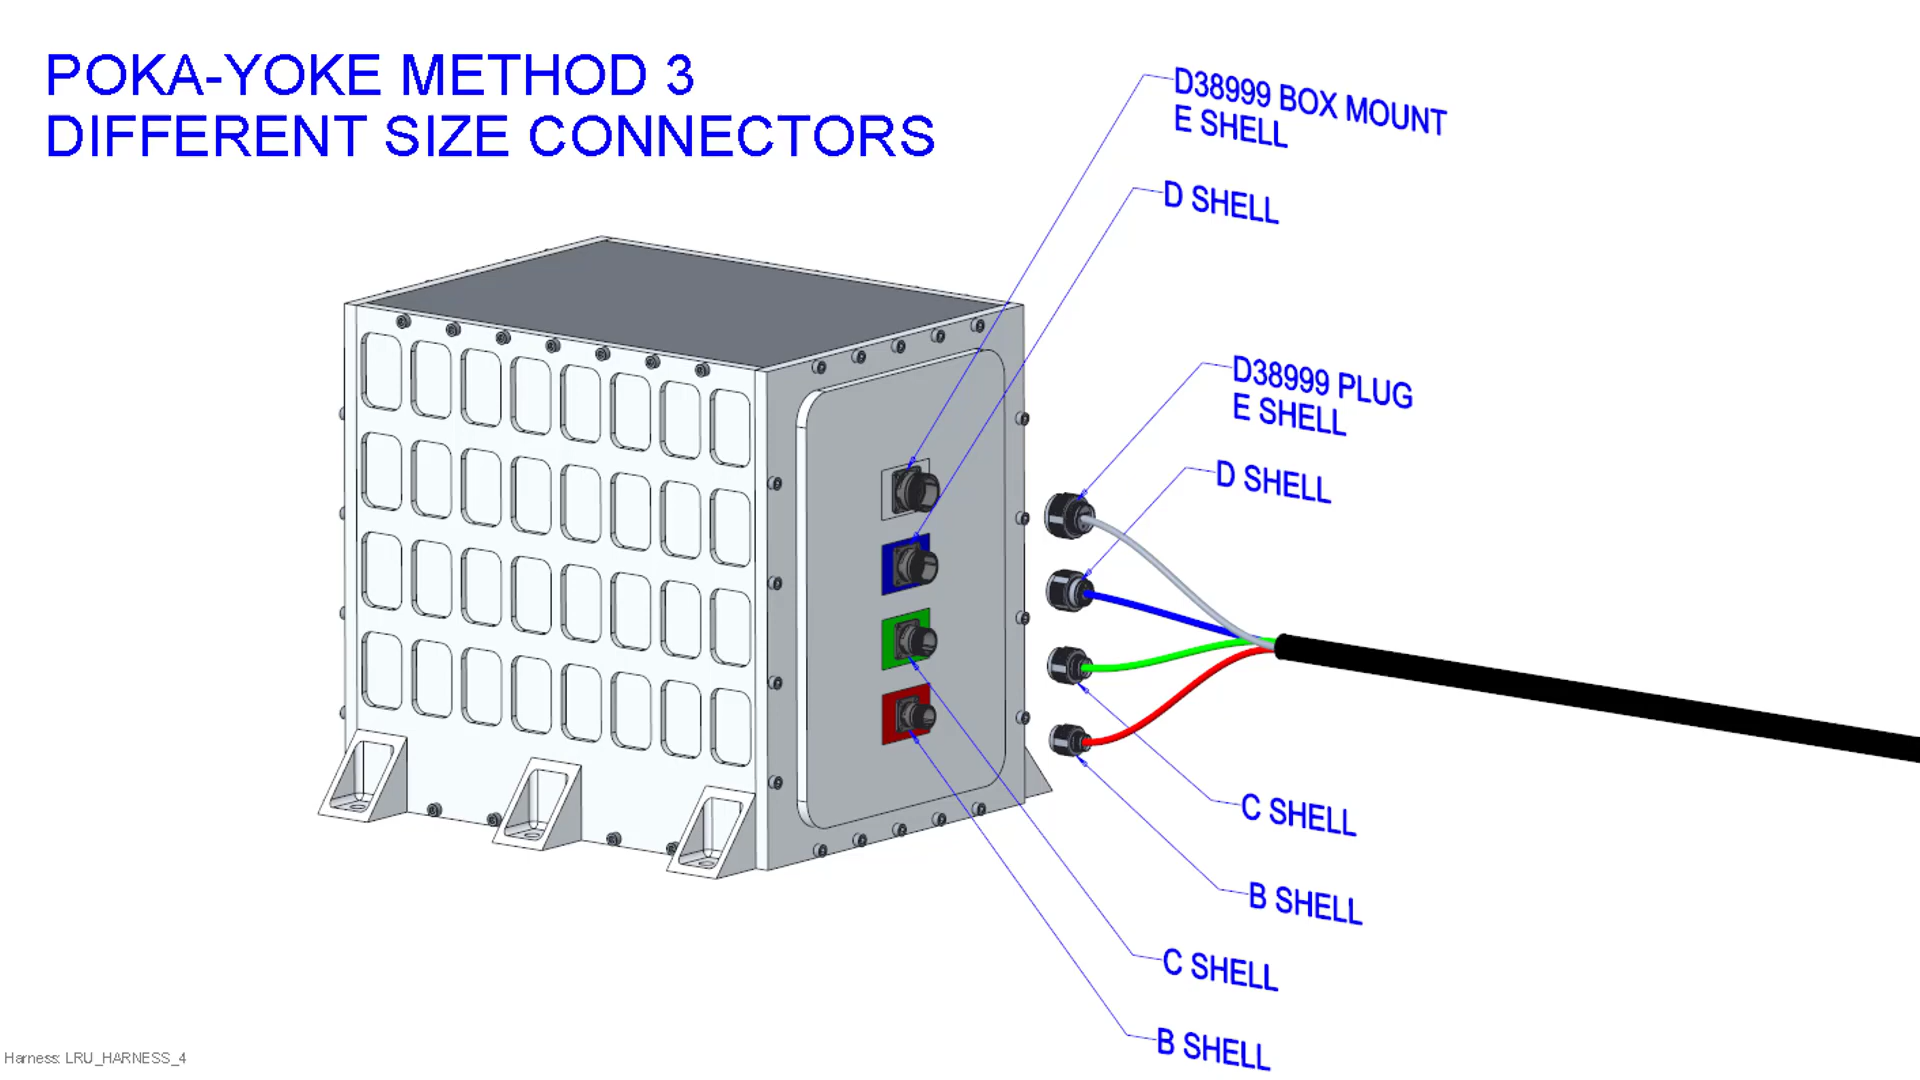 POKA-YOKE METHOD 3
DIFFERENT SIZE CONNECTORS
D38999 BOX MOUNT
E SHELL
D SHELL
D38999 PLUG
E SHELL
D SHELL
C SHELL
B SHELL
C SHELL
B SHELL
Harness: LRU_HARNESS_4